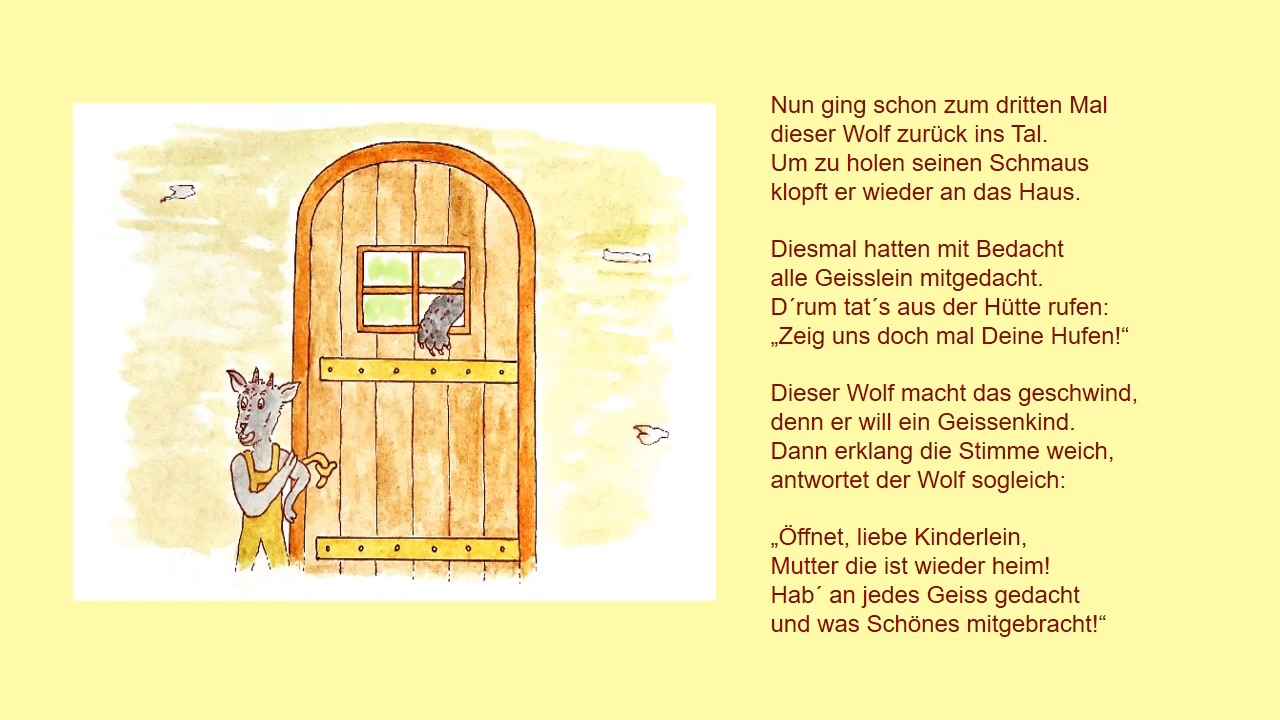 Nun ging schon zum dritten Mal
dieser Wolf zurück ins Tal.
Um zu holen seinen Schmaus
klopft er wieder an das Haus.
Diesmal hatten mit Bedacht
alle Geisslein mitgedacht.
D´rum tat´s aus der Hütte rufen:
„Zeig uns doch mal Deine Hufen!“
Dieser Wolf macht das geschwind,
denn er will ein Geissenkind.
Dann erklang die Stimme weich,
antwortet der Wolf sogleich:
„Öffnet, liebe Kinderlein,
Mutter die ist wieder heim!
Hab´ an jedes Geiss gedacht
und was Schönes mitgebracht!“